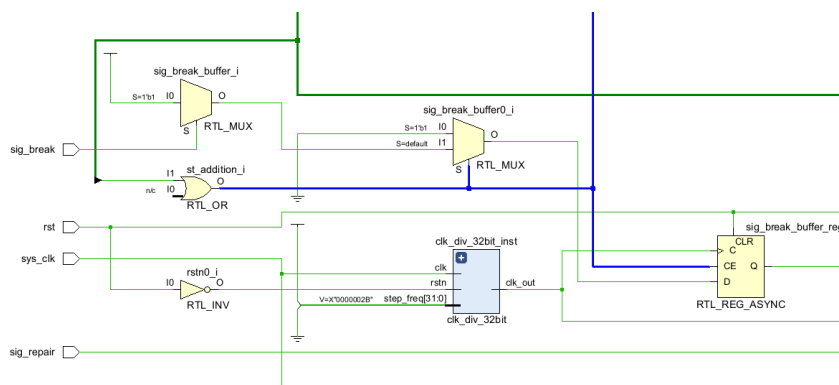 sig_break_buffer_i
S=1'b1 I0 O
S RTL_MUX
sig_break_buffer0_i
S=1'b1 I0 O
S=default I1
S RTL_MUX
sig_break
st_addition_i
I1 O
n/c I0
RTL_OR
rst
sig_break_buffer_reg
CLR
C
CE Q
D
RTL_REG_ASYNC
sys_clk
clk_div_32bit_inst
clk
rstn clk_out
V=X"0000002B" step_freq[31:0]
clk_div_32bit
rstn0_i
I0 O
RTL_INV
sig_repair